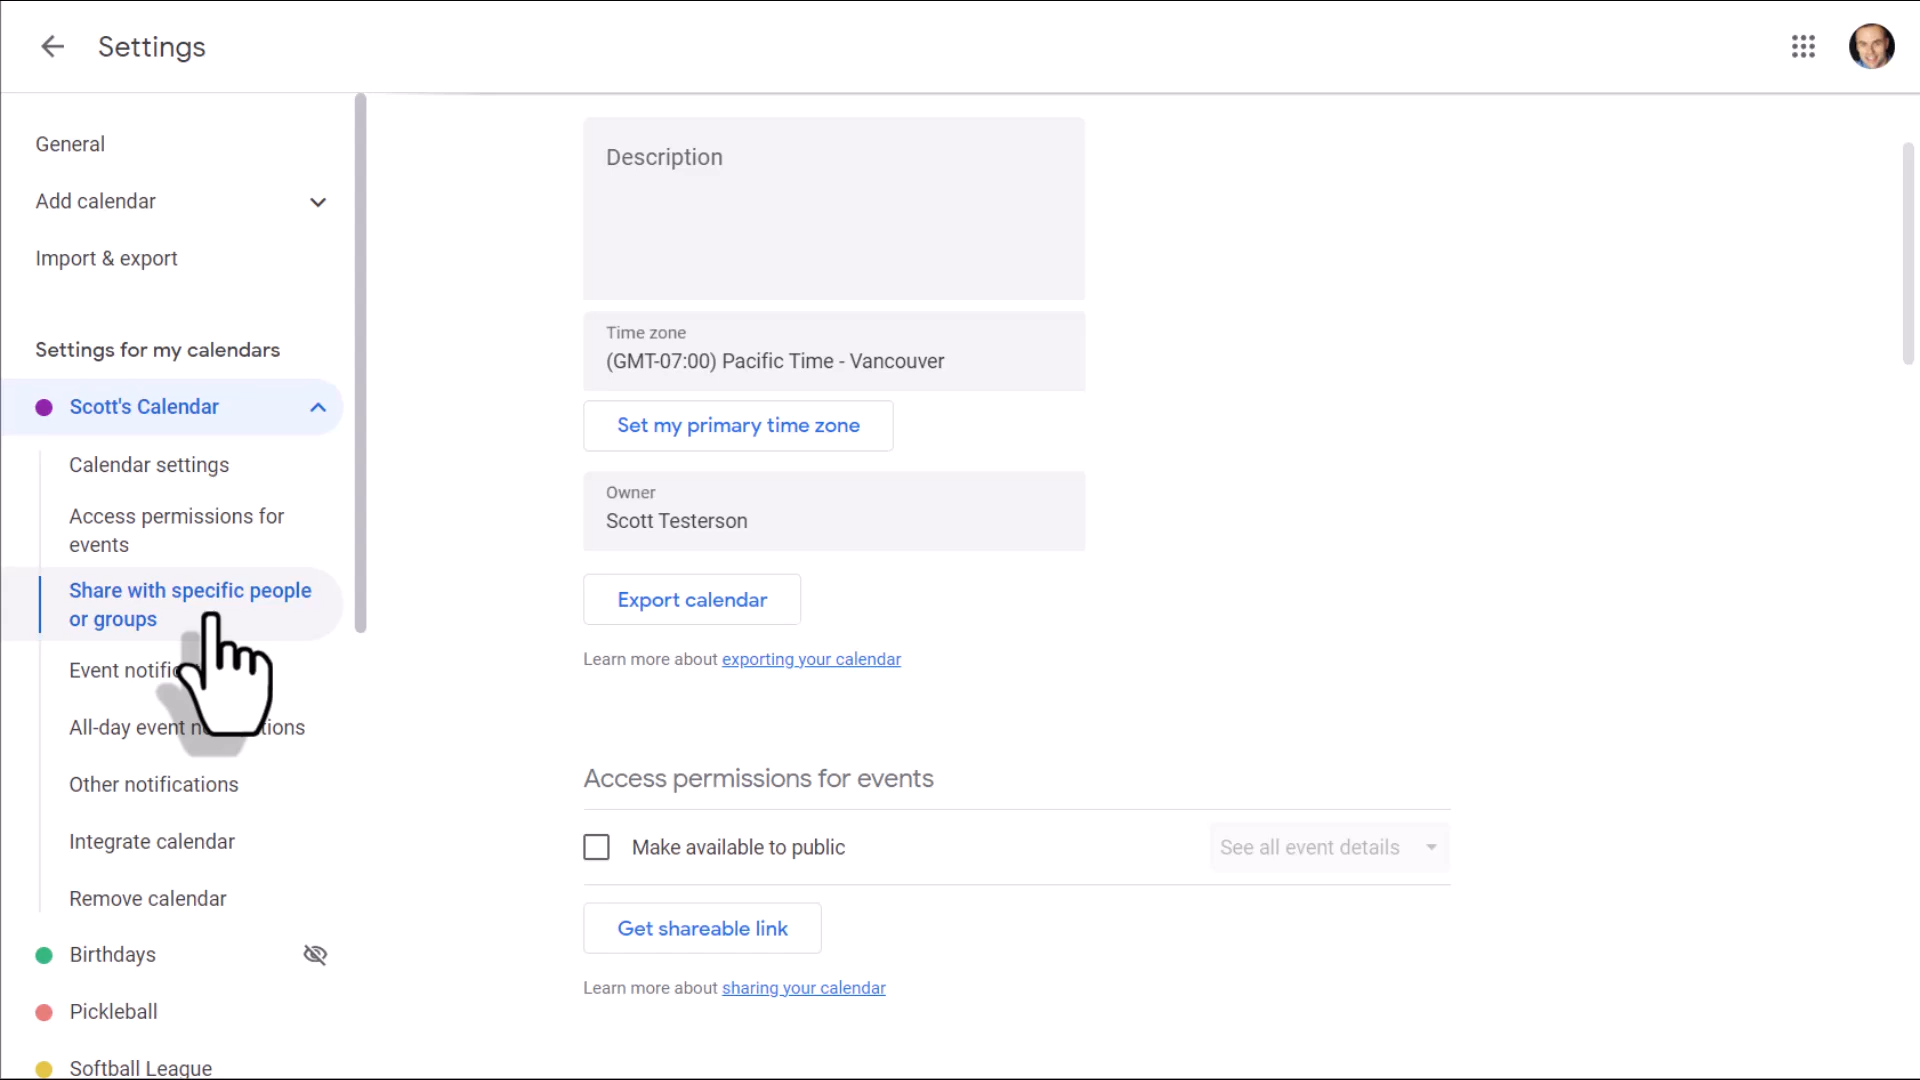 Settings
General
Add calendar
Import & export
Settings for my calendars
Scott's Calendar
Calendar settings
Access permissions for
events
Share with specific people
or groups
Event
All-day event
Other notifications
Integrate calendar
Remove calendar
Birthdays
Pickleball
Softball League
Description
Time zone
(GMT-07:00) Pacific Time - Vancouver
Set my primary time zone
Owner
Scott Testerson
Export calendar
Learn more about exporting your calendar
Access permissions for events
Make available to public
See all event details
Get shareable link
Learn more about sharing your calendar